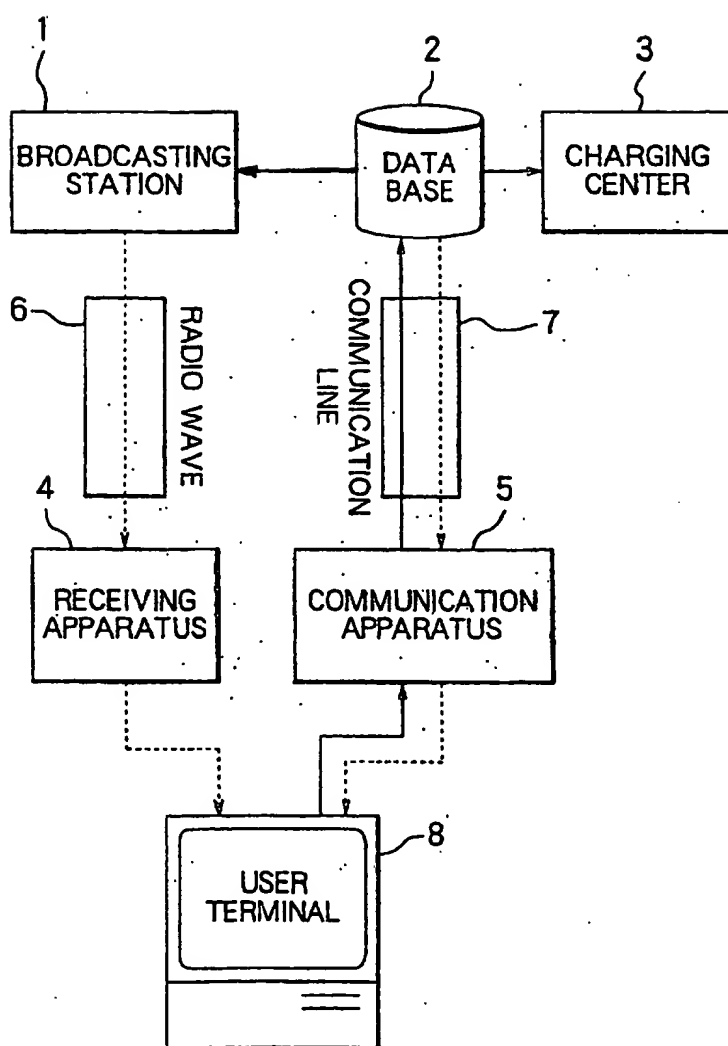 1
2
3
BROADCASTING
STATION
DATA
BASE
CHARGING
CENTER
6
RADIO WAVE
COMMUNICATION
LINE
7
4
5
RECEIVING
APPARATUS
COMMUNICATION
APPARATUS
8
USER
TERMINAL